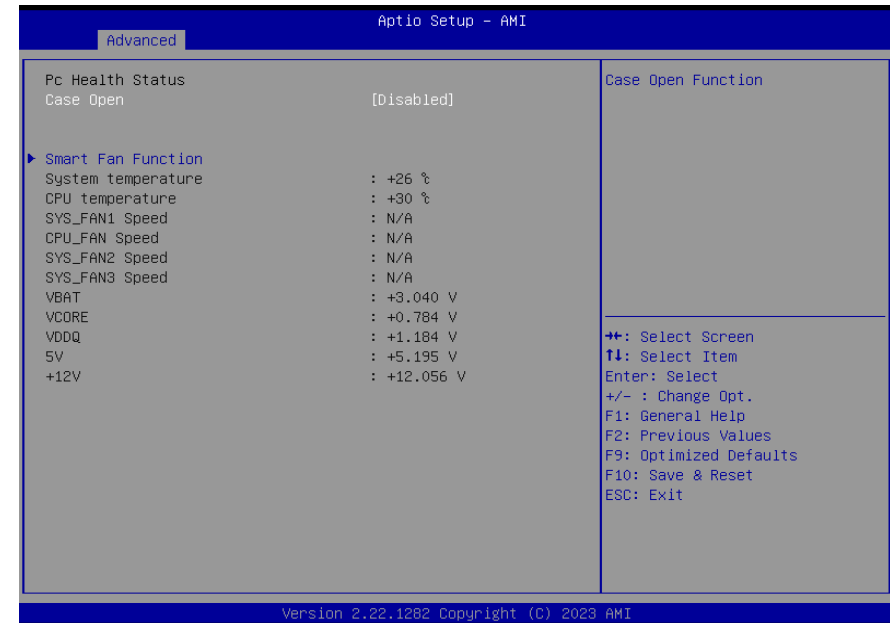 Aptio Setup – AMI
Advanced
Pc Health Status
Case Open [Disabled]
Smart Fan Function
System temperature : +26 ℃
CPU temperature : +30 ℃
SYS_FAN1 Speed : N/A
CPU_FAN Speed : N/A
SYS_FAN2 Speed : N/A
SYS_FAN3 Speed : N/A
VBAT : +3.040 V
VCORE : +0.784 V
VDDQ : +1.184 V
5V : +5.195 V
+12V : +12.056 V
Case Open Function
→←: Select Screen
↑↓: Select Item
Enter: Select
+/- : Change Opt.
F1: General Help
F2: Previous Values
F9: Optimized Defaults
F10: Save & Reset
ESC: Exit
Version 2.22.1282 Copyright (C) 2023 AMI